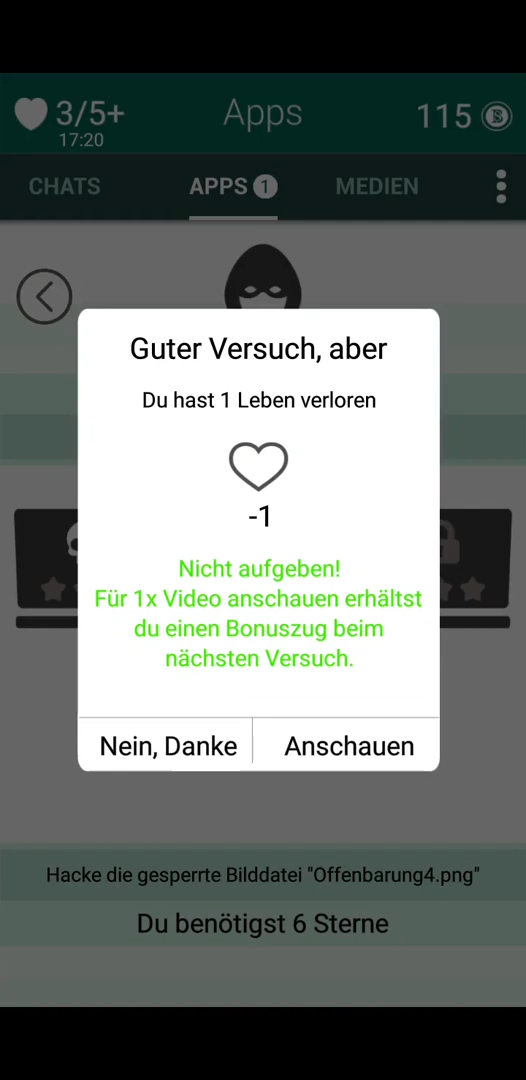 3/5+
Apps
115
17:20
CHATS
APPS 1
MEDIEN
Guter Versuch, aber
Du hast 1 Leben verloren
-1
Nicht aufgeben!
Für 1x Video anschauen erhältst
du einen Bonuszug beim
nächsten Versuch.
Nein, Danke
Anschauen
Hacke die gesperrte Bilddatei "Offenbarung4.png"
Du benötigst 6 Sterne